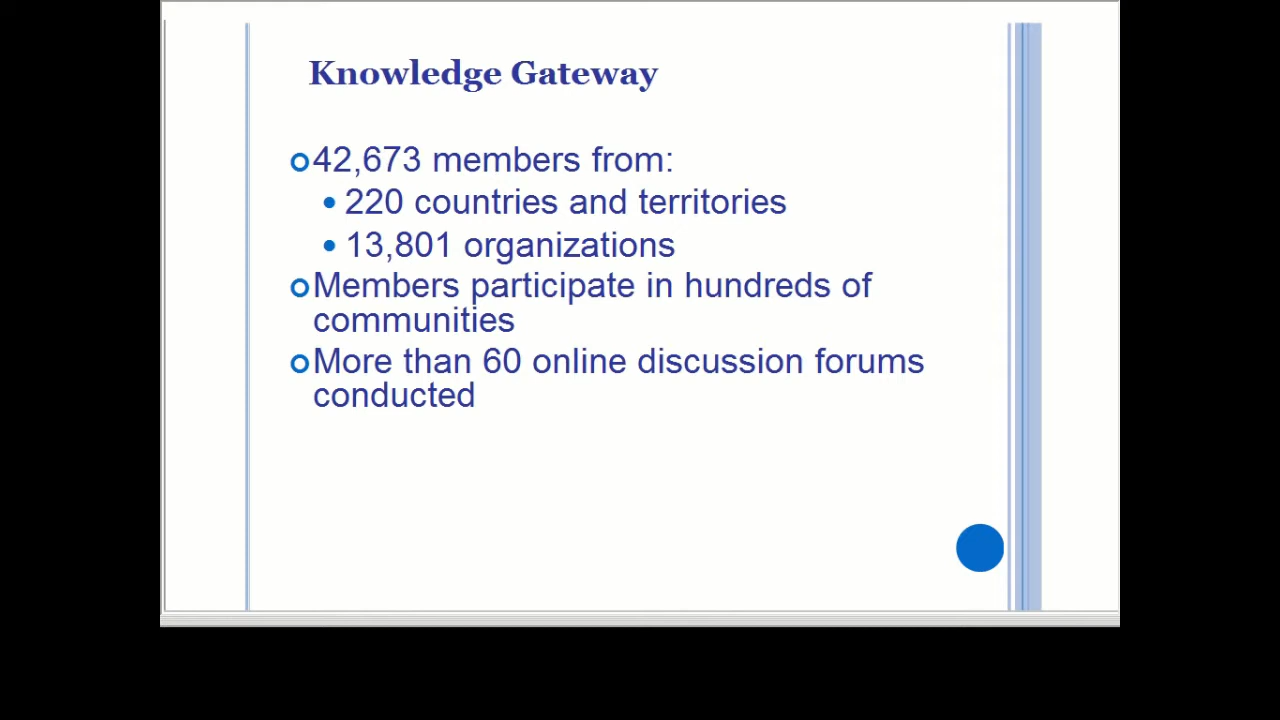 Knowledge Gateway
42,673 members from:
220 countries and territories
13,801 organizations
Members participate in hundreds of
communities
More than 60 online discussion forums
conducted